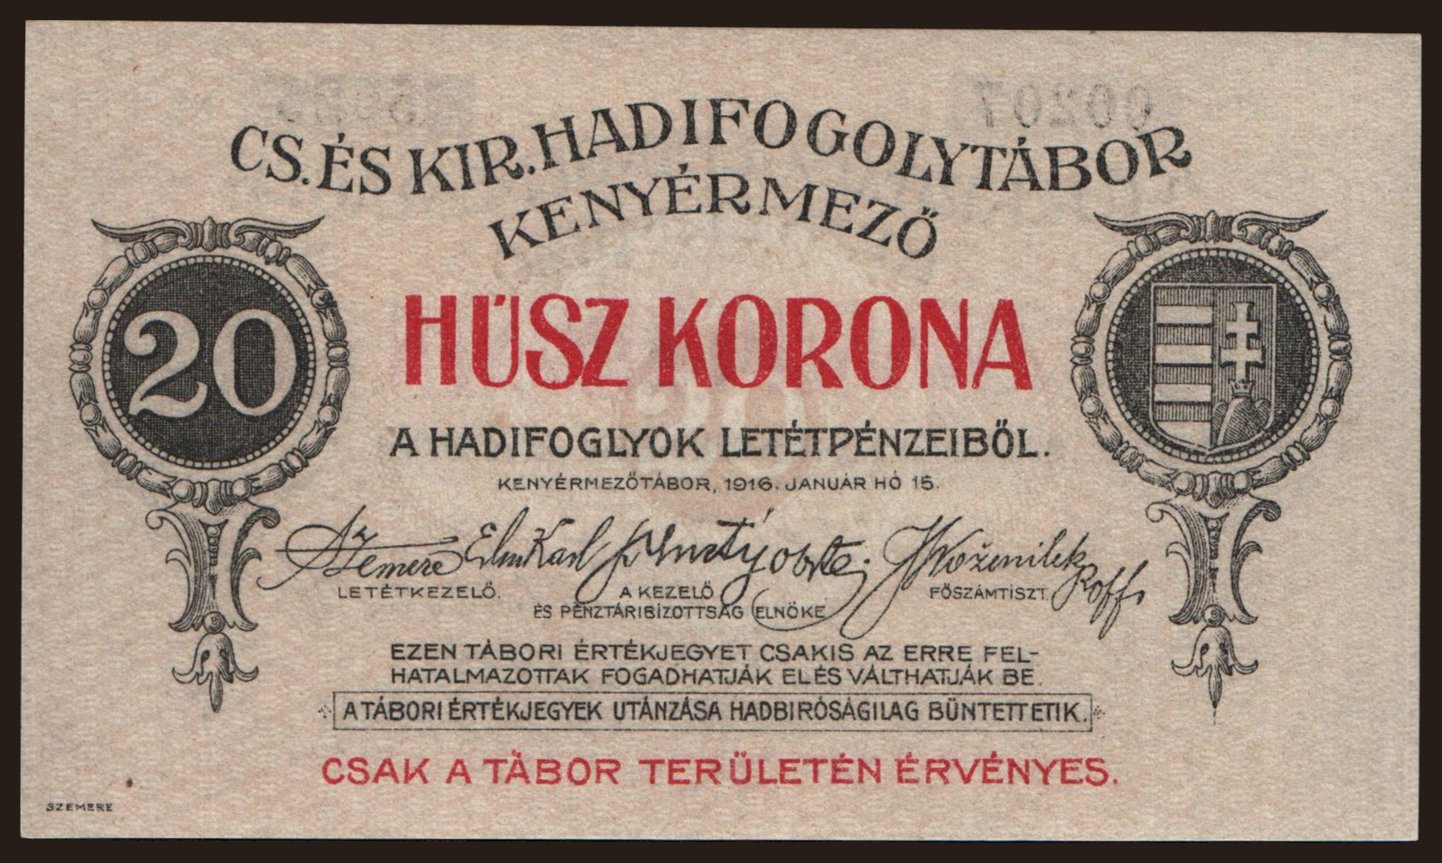 CS. ÉS KIR. HADIFOGOLYTÁBOR
KENYÉRMEZŐ
20
HÚSZ KORONA
A HADIFOGLYOK LETÉTPÉNZEIBŐL.
KENYÉRMEZŐTÁBOR, 1916. JANUÁR HÓ 15.
Szemere
LETÉTKEZELŐ.
A KEZELŐ
ÉS PÉNZTÁRIBIZOTTSÁG ELNÖKE
FŐSZÁMTISZT.
EZEN TÁBORI ÉRTÉKJEGYET CSAKIS AZ ERRE FEL-
HATALMAZOTTAK FOGADHATJÁK EL ÉS VÁLTHATJÁK BE.
A TÁBORI ÉRTÉKJEGYEK UTÁNZÁSA HADBIRÓSÁGILAG BÜNTETTETIK.
CSAK A TÁBOR TERÜLETÉN ÉRVÉNYES.
SZEMERE